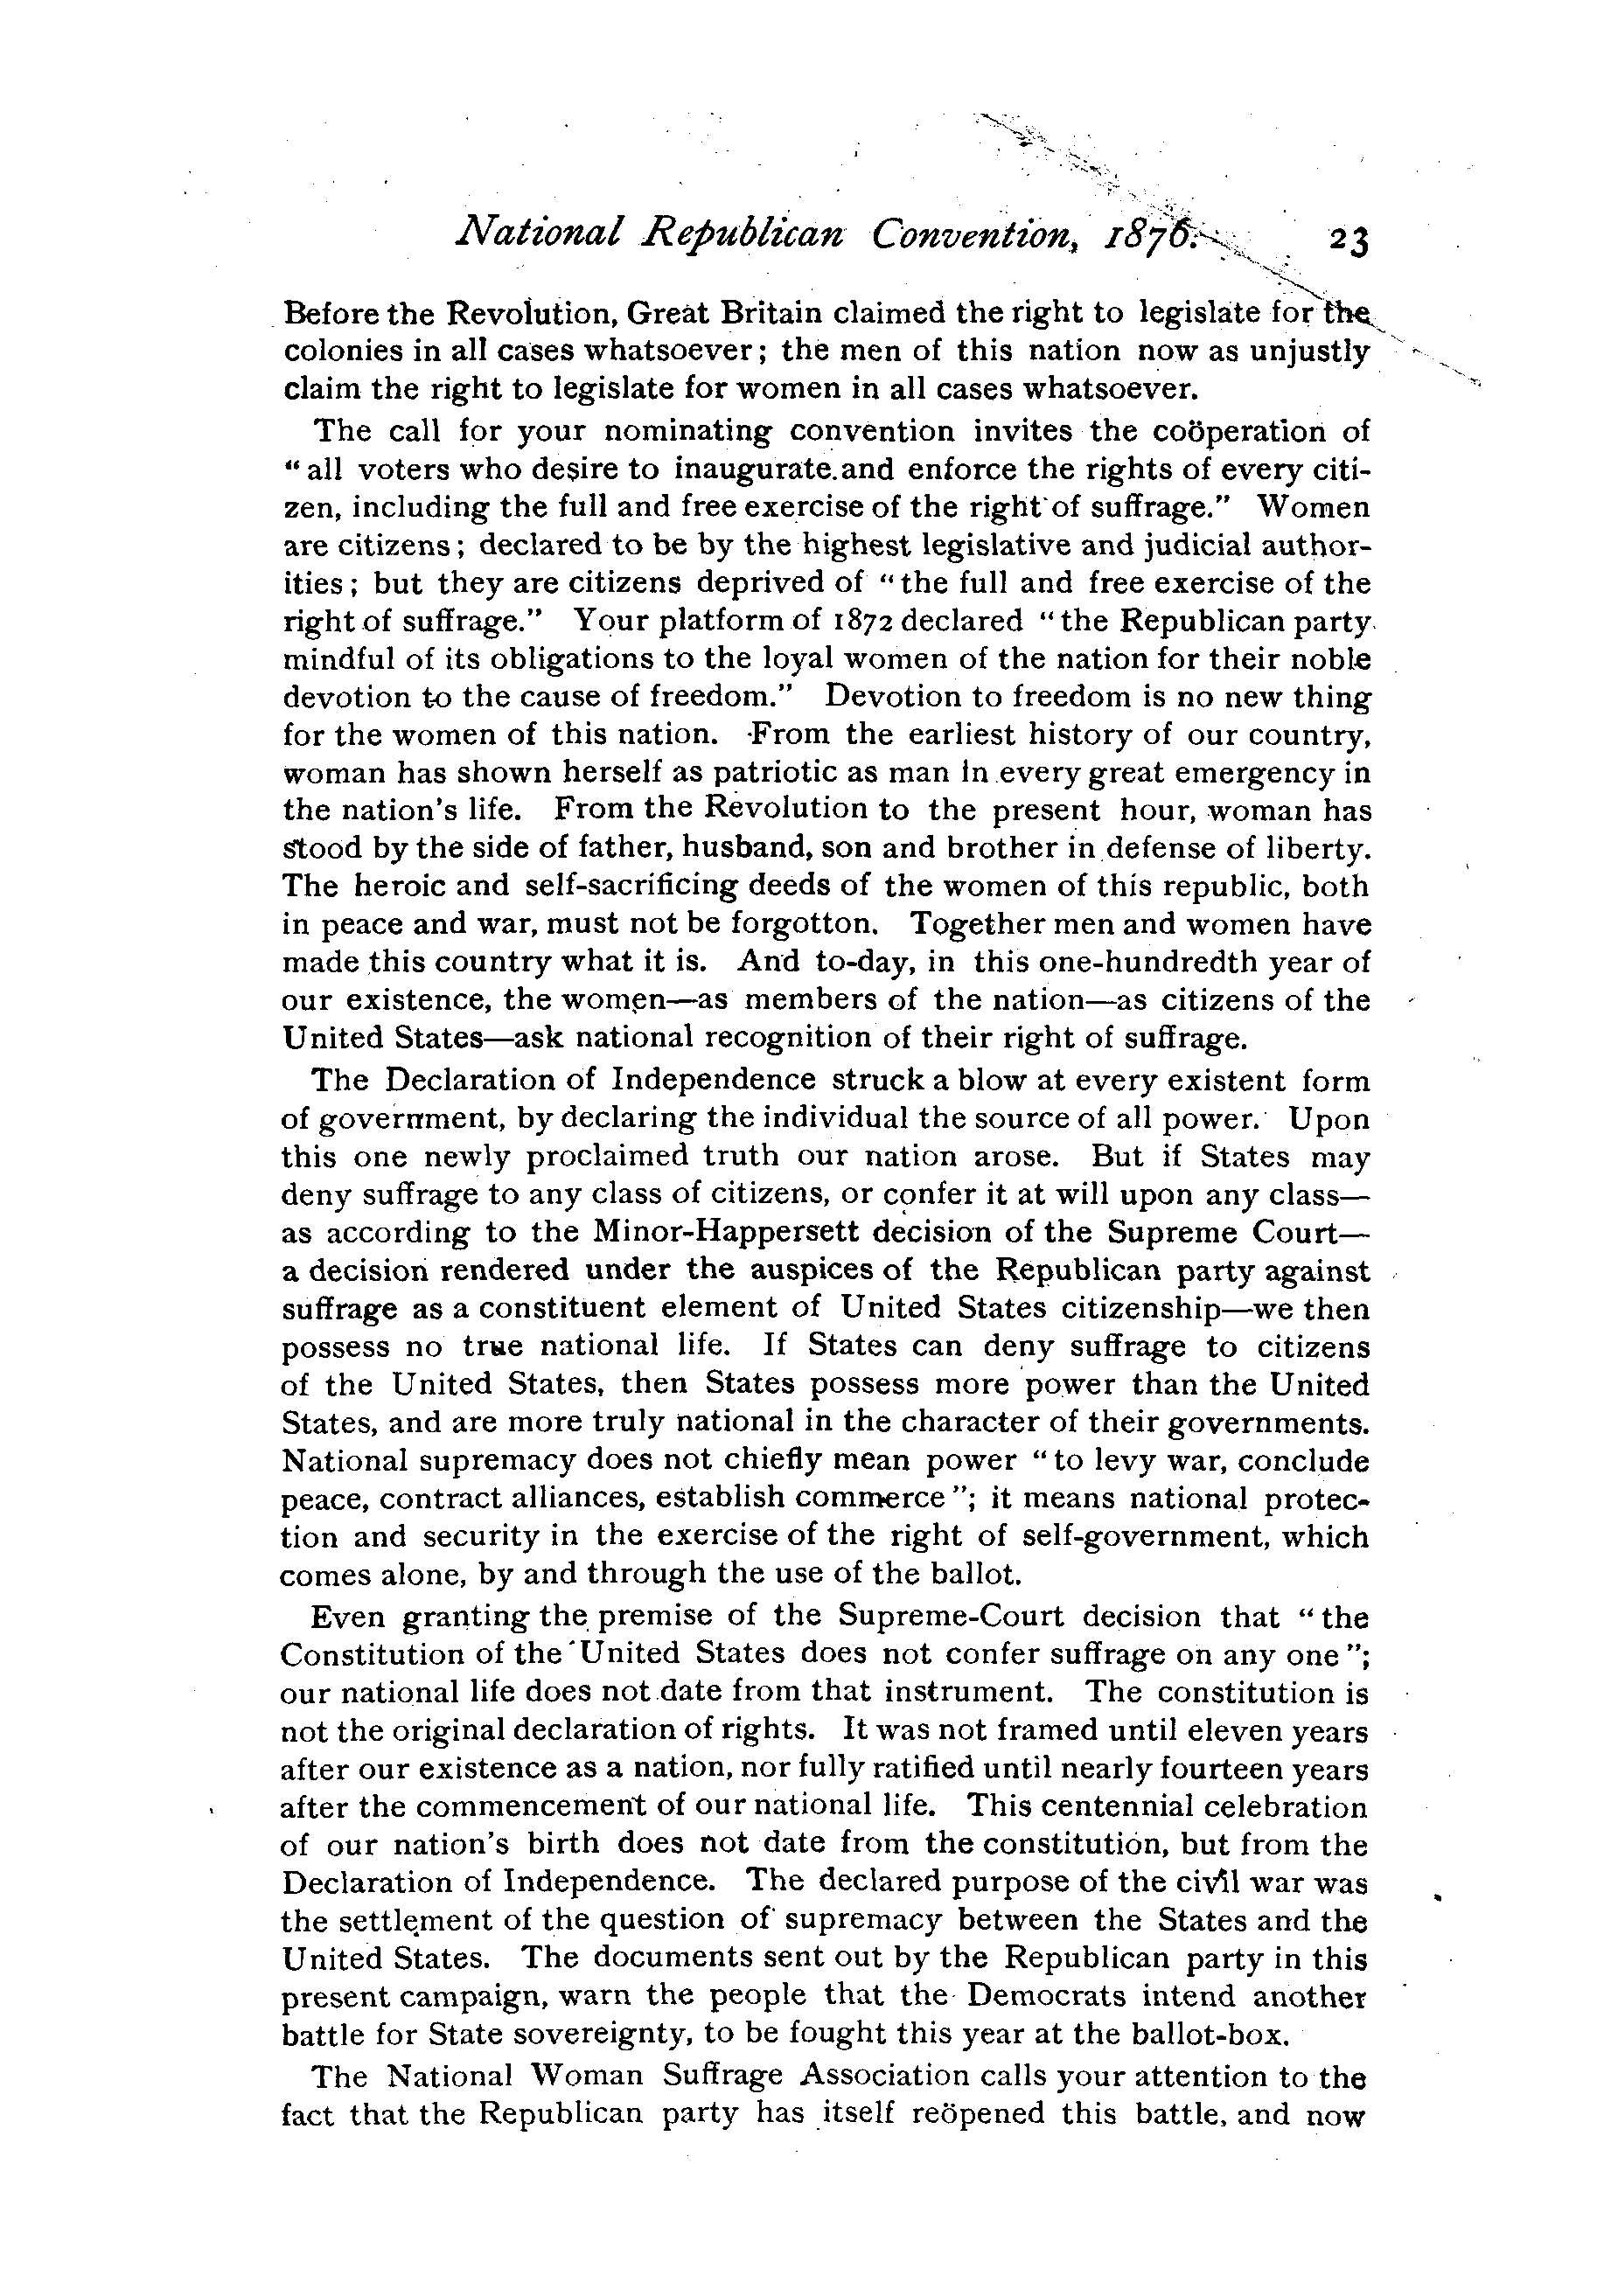 National Republican Convention, 1876. 23
Before the Revolution, Great Britain claimed the right to legislate for the
colonies in all cases whatsoever; the men of this nation now as unjustly
claim the right to legislate for women in all cases whatsoever.
The call for your nominating convention invites the coöperation of
“all voters who desire to inaugurate and enforce the rights of every citi-
zen, including the full and free exercise of the right of suffrage.” Women
are citizens; declared to be by the highest legislative and judicial author-
ities; but they are citizens deprived of “the full and free exercise of the
right of suffrage.” Your platform of 1872 declared “the Republican party
mindful of its obligations to the loyal women of the nation for their noble
devotion to the cause of freedom.” Devotion to freedom is no new thing
for the women of this nation. From the earliest history of our country,
woman has shown herself as patriotic as man in every great emergency in
the nation's life. From the Revolution to the present hour, woman has
stood by the side of father, husband, son and brother in defense of liberty.
The heroic and self-sacrificing deeds of the women of this republic, both
in peace and war, must not be forgotton. Together men and women have
made this country what it is. And to-day, in this one-hundredth year of
our existence, the women—as members of the nation—as citizens of the
United States—ask national recognition of their right of suffrage.
The Declaration of Independence struck a blow at every existent form
of government, by declaring the individual the source of all power. Upon
this one newly proclaimed truth our nation arose. But if States may
deny suffrage to any class of citizens, or confer it at will upon any class—
as according to the Minor-Happersett decision of the Supreme Court—
a decision rendered under the auspices of the Republican party against
suffrage as a constituent element of United States citizenship—we then
possess no true national life. If States can deny suffrage to citizens
of the United States, then States possess more power than the United
States, and are more truly national in the character of their governments.
National supremacy does not chiefly mean power “to levy war, conclude
peace, contract alliances, establish commerce”; it means national protec-
tion and security in the exercise of the right of self-government, which
comes alone, by and through the use of the ballot.
Even granting the premise of the Supreme-Court decision that “the
Constitution of the United States does not confer suffrage on any one”;
our national life does not date from that instrument. The constitution is
not the original declaration of rights. It was not framed until eleven years
after our existence as a nation, nor fully ratified until nearly fourteen years
after the commencement of our national life. This centennial celebration
of our nation's birth does not date from the constitution, but from the
Declaration of Independence. The declared purpose of the civil war was
the settlement of the question of supremacy between the States and the
United States. The documents sent out by the Republican party in this
present campaign, warn the people that the Democrats intend another
battle for State sovereignty, to be fought this year at the ballot-box.
The National Woman Suffrage Association calls your attention to the
fact that the Republican party has itself reöpened this battle, and now